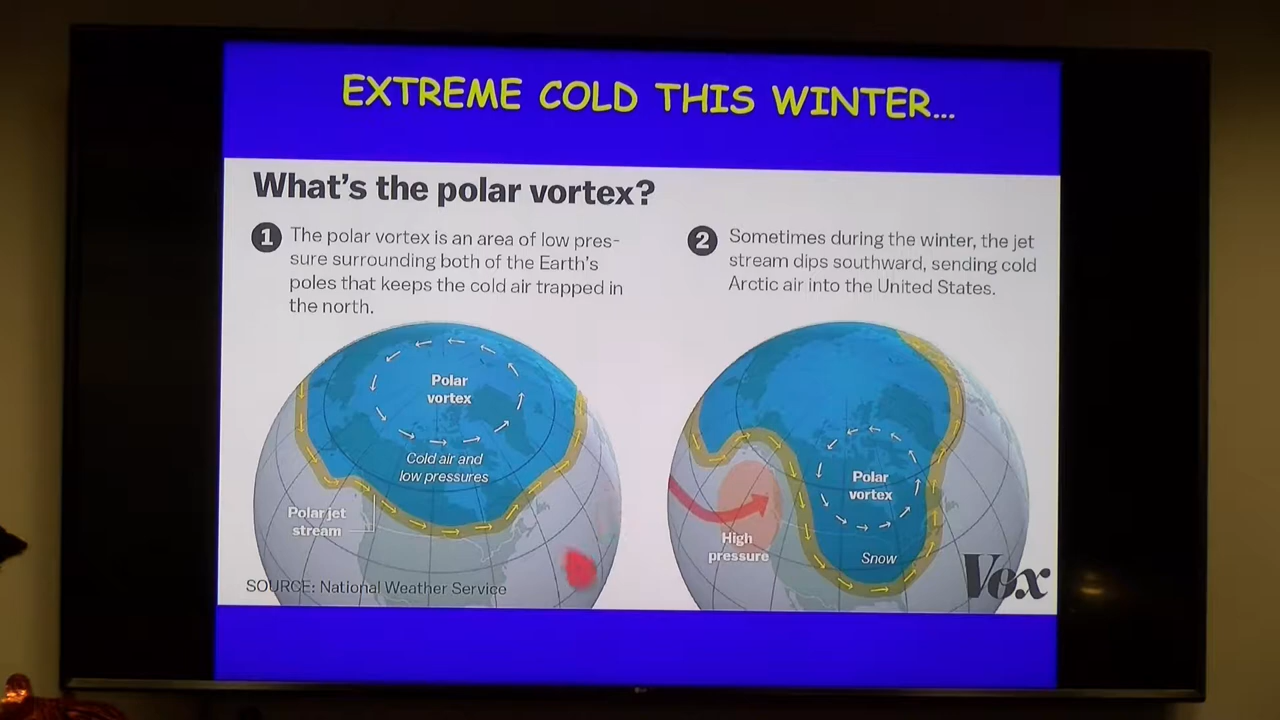 EXTREME COLD THIS WINTER...
What's the polar vortex?
1
The polar vortex is an area of low pres-
sure surrounding both of the Earth's
poles that keeps the cold air trapped in
the north.
Polar
vortex
Cold air and
low pressures
Polar jet
stream
SOURCE: National Weather Service
2
Sometimes during the winter, the jet
stream dips southward, sending cold
Arctic air into the United States.
Polar
vortex
High
pressure
Snow
Vox
LG